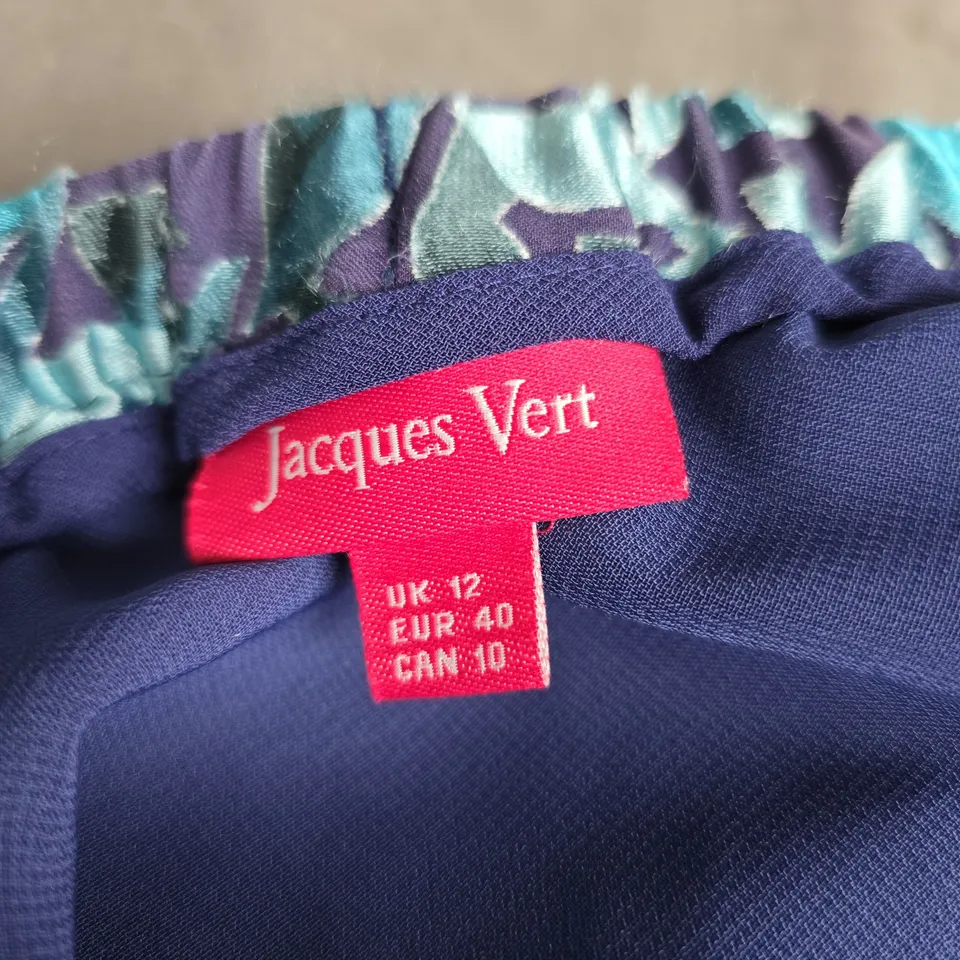 Jacques Vert
UK 12
EUR 40
CAN 10